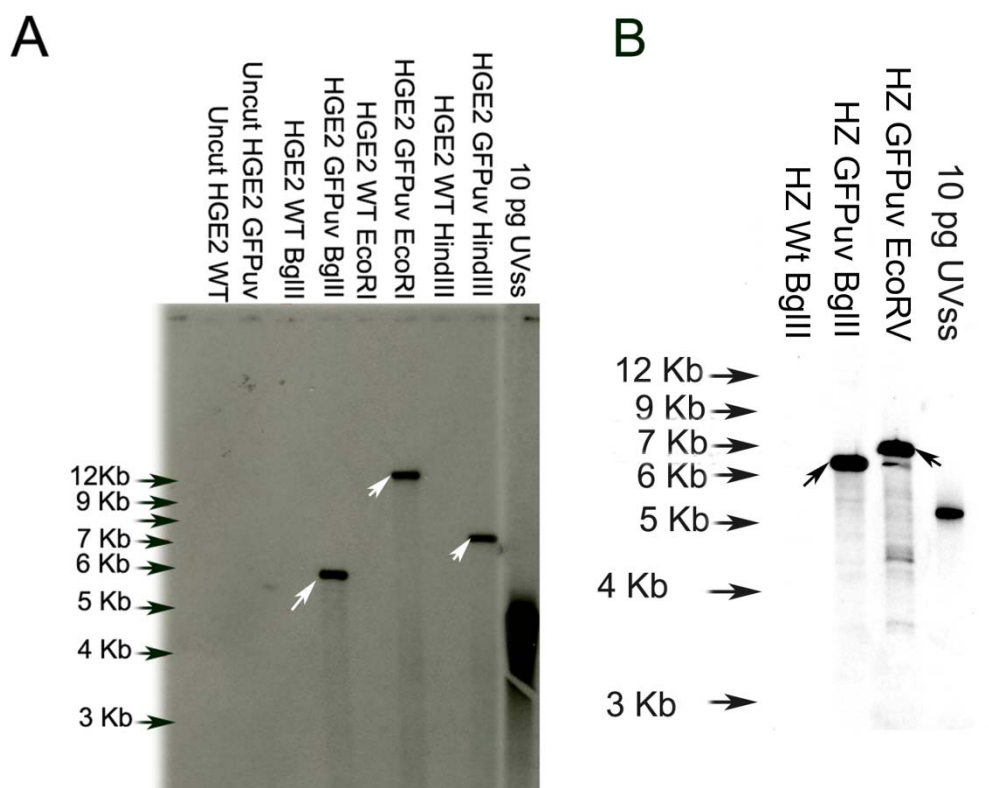 A
Uncut HGE2 WT
Uncut HGE2 GFPuv
HGE2 WT BglII
HGE2 GFPuv BglII
HGE2 WT EcoRI
HGE2 GFPuv EcoRI
HGE2 WT HindIII
HGE2 GFPuv HindIII
10 pg UVss
12Kb
9 Kb
7 Kb
6 Kb
5 Kb
4 Kb
3 Kb
B
HZ Wt BglII
HZ GFPuv BglII
HZ GFPuv EcoRV
10 pg UVss
12 Kb
9 Kb
7 Kb
6 Kb
5 Kb
4 Kb
3 Kb